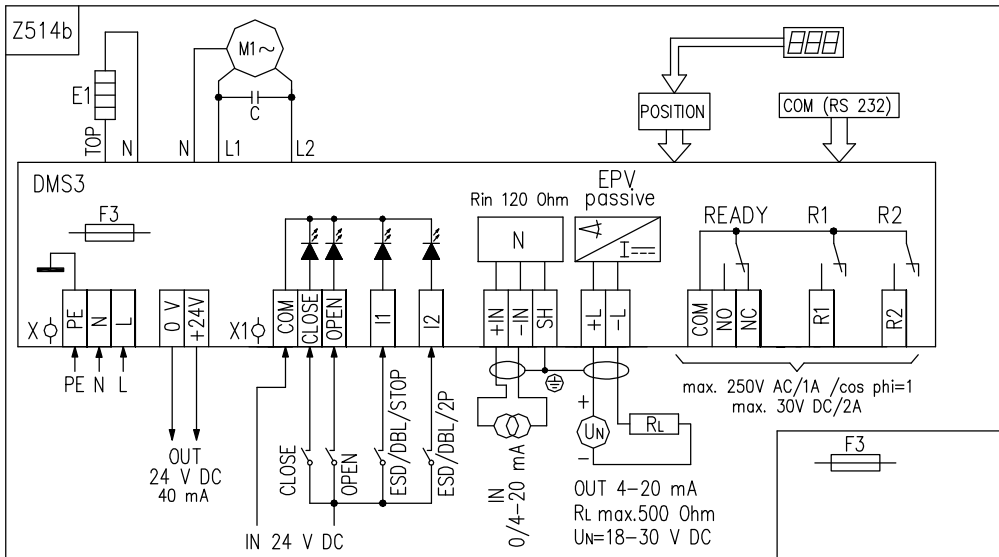 Z514b
M1~
E1
C
TOP
N
N
L1
L2
POSITION
COM (RS 232)
DMS3
F3
Rin 120 Ohm
EPV
passive
N
I
READY
R1
R2
X
PE
N
L
0 V
+24V
X1
COM
CLOSE
OPEN
I1
I2
+IN
-IN
SH
+L
-L
COM
NO
NC
R1
R2
PE N L
max. 250V AC/1A /cos phi=1
max. 30V DC/2A
OUT
24 V DC
40 mA
CLOSE
OPEN
ESD/DBL/STOP
ESD/DBL/2P
IN 24 V DC
IN
0/4-20 mA
+
UN
-
RL
OUT 4-20 mA
RL max.500 Ohm
UN=18-30 V DC
F3